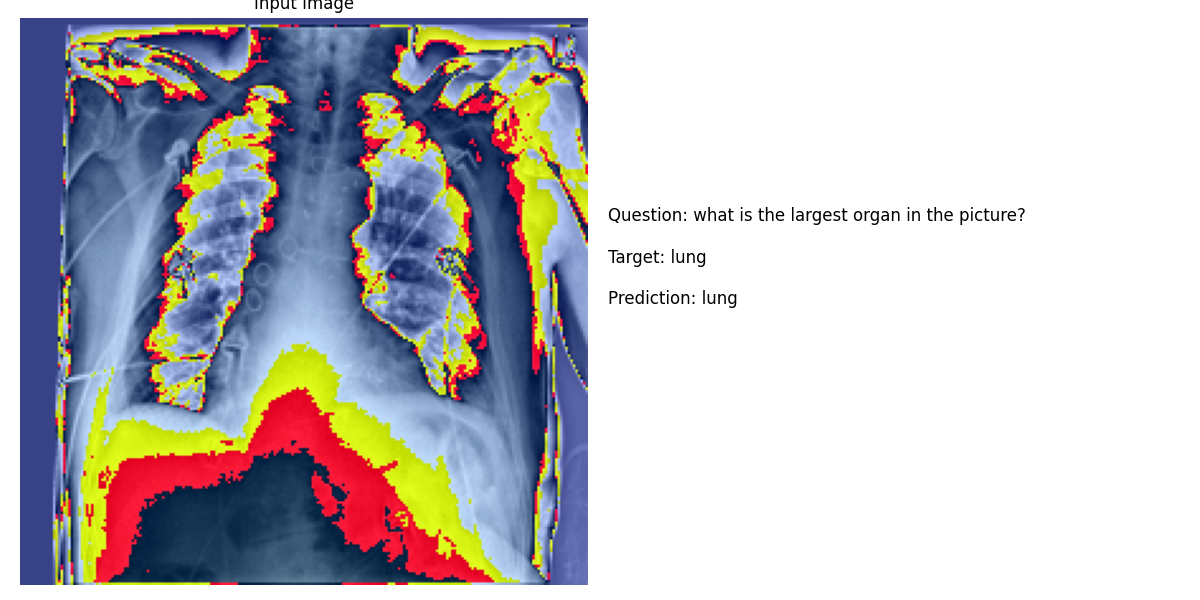 Input image
Question: what is the largest organ in the picture?
Target: lung
Prediction: lung